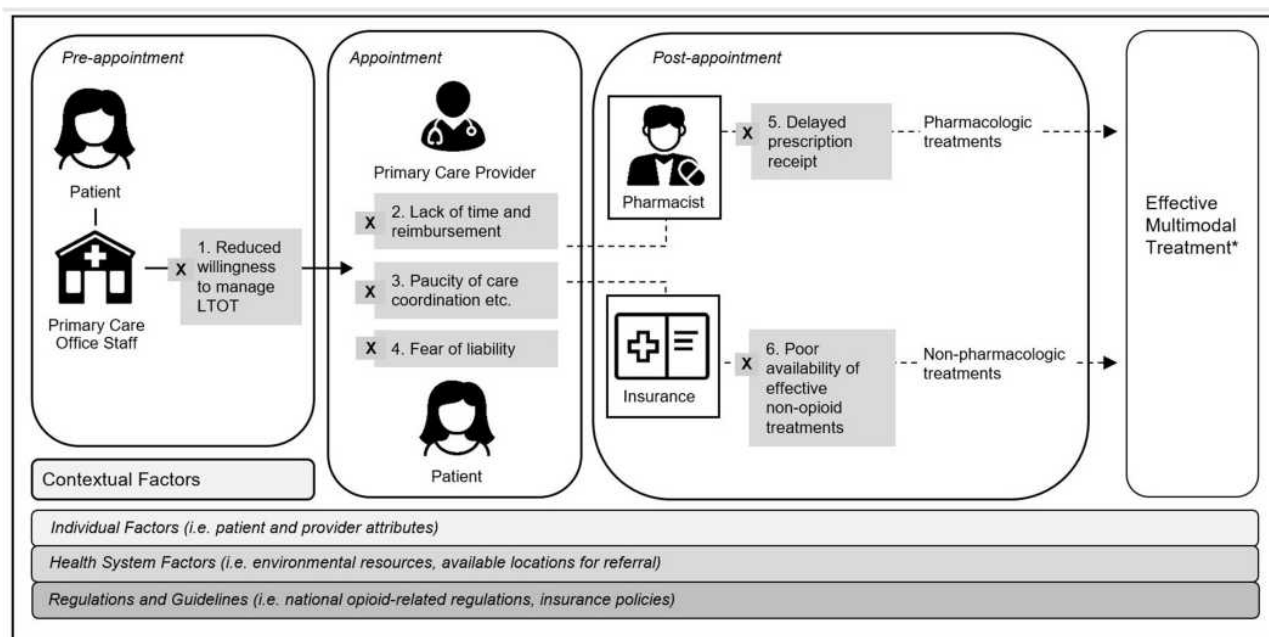 Pre-appointment
Patient
Primary Care
Office Staff
X
1. Reduced
willingness
to manage
LTOT
Appointment
Primary Care Provider
X
2. Lack of time and
reimbursement
X
3. Paucity of care
coordination etc.
X
4. Fear of liability
Patient
Post-appointment
Pharmacist
X
5. Delayed
prescription
receipt
Pharmacologic
treatments
Insurance
X
6. Poor
availability of
effective
non-opioid
treatments
Non-pharmacologic
treatments
Effective
Multimodal
Treatment*
Contextual Factors
Individual Factors (i.e. patient and provider attributes)
Health System Factors (i.e. environmental resources, available locations for referral)
Regulations and Guidelines (i.e. national opioid-related regulations, insurance policies)